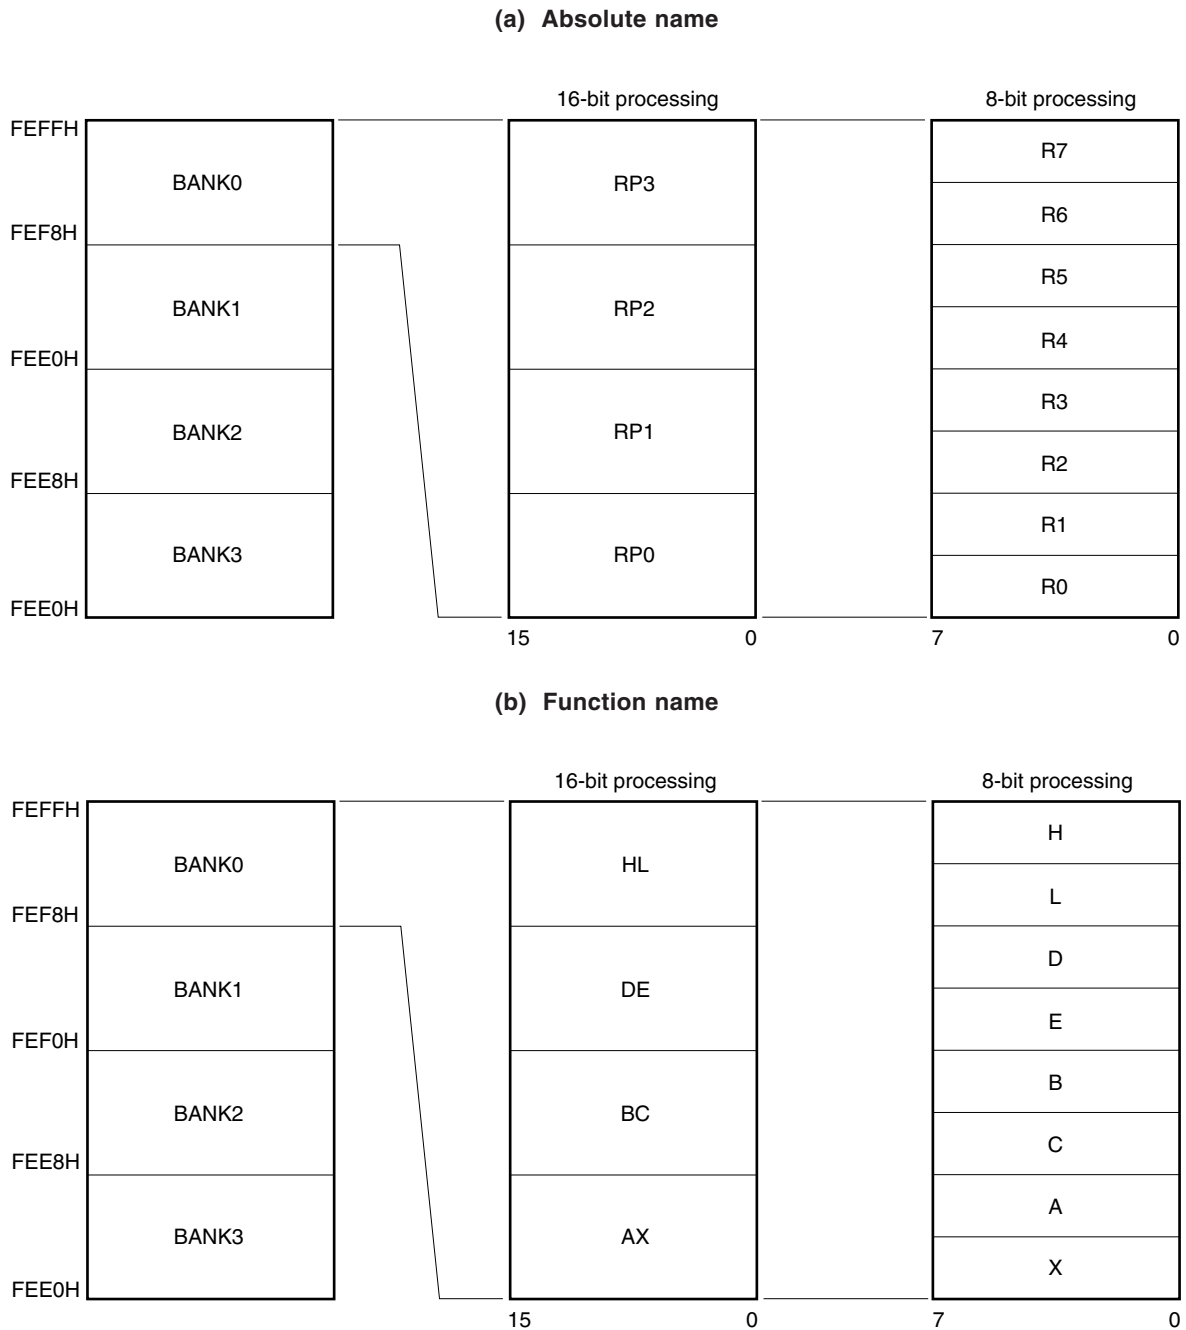 (a) Absolute name
16-bit processing
8-bit processing
FEFFH
BANK0
RP3
R7
R6
FEF8H
BANK1
RP2
R5
R4
FEE0H
BANK2
RP1
R3
R2
FEE8H
BANK3
RP0
R1
R0
FEE0H
15
0
7
0
(b) Function name
16-bit processing
8-bit processing
FEFFH
BANK0
HL
H
L
FEF8H
BANK1
DE
D
E
FEF0H
BANK2
BC
B
C
FEE8H
BANK3
AX
A
X
FEE0H
15
0
7
0